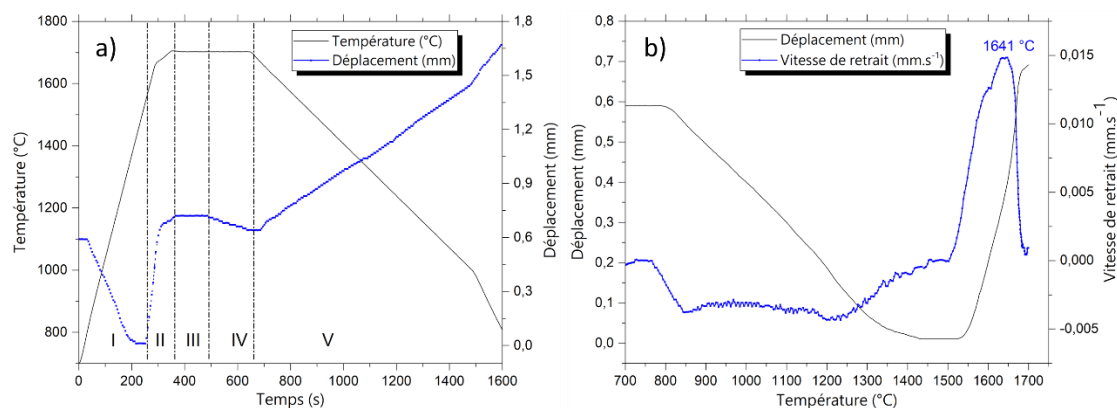 a)
Température (°C)
Déplacement (mm)
1800
1600
1400
1200
1000
800
Température (°C)
1,8
1,5
1,2
0,9
0,6
0,3
0,0
Déplacement (mm)
I II III IV V
0 200 400 600 800 1000 1200 1400 1600
Temps (s)
b)
Déplacement (mm)
Vitesse de retrait (mm.s⁻¹)
1641 °C
0,8
0,7
0,6
0,5
0,4
0,3
0,2
0,1
0,0
Déplacement (mm)
0,015
0,010
0,005
0,000
-0,005
Vitesse de retrait (mm.s⁻¹)
700 800 900 1000 1100 1200 1300 1400 1500 1600 1700
Température (°C)